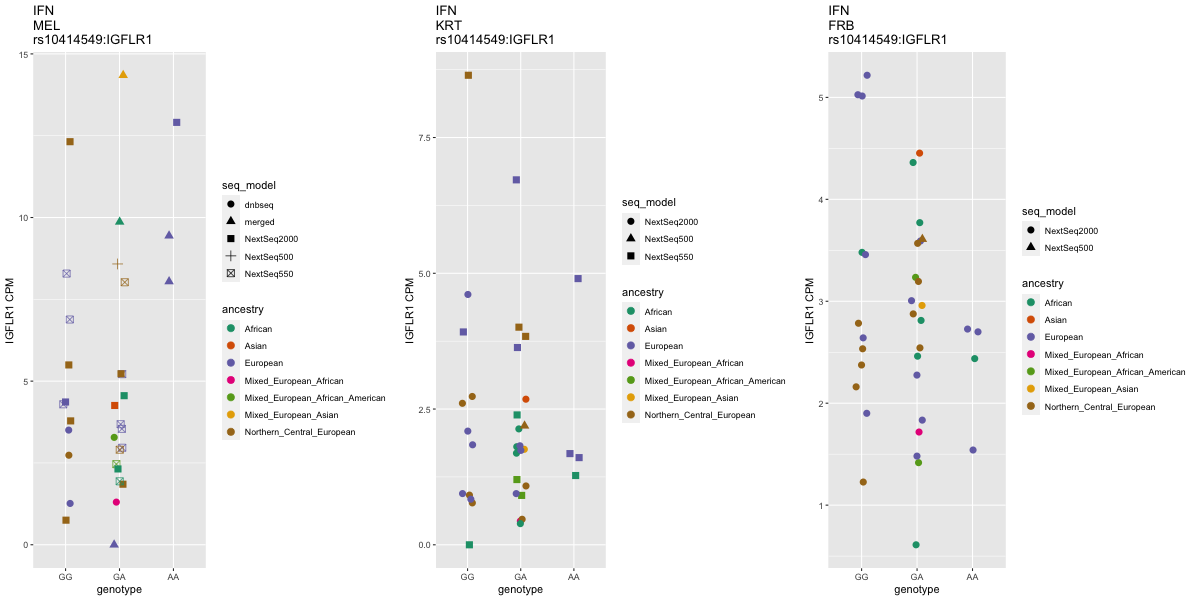 IFN
MEL
rs10414549:IGFLR1
15
10
5
0
IGFLR1 CPM
GG
GA
AA
genotype
seq_model
dnbseq
merged
NextSeq2000
NextSeq500
NextSeq550
ancestry
African
Asian
European
Mixed_European_African
Mixed_European_African_American
Mixed_European_Asian
Northern_Central_European
IFN
KRT
rs10414549:IGFLR1
7.5
5.0
2.5
0.0
IGFLR1 CPM
GG
GA
AA
genotype
seq_model
NextSeq2000
NextSeq500
NextSeq550
ancestry
African
Asian
European
Mixed_European_African
Mixed_European_African_American
Mixed_European_Asian
Northern_Central_European
IFN
FRB
rs10414549:IGFLR1
5
4
3
2
1
IGFLR1 CPM
GG
GA
AA
genotype
seq_model
NextSeq2000
NextSeq500
ancestry
African
Asian
European
Mixed_European_African
Mixed_European_African_American
Mixed_European_Asian
Northern_Central_European